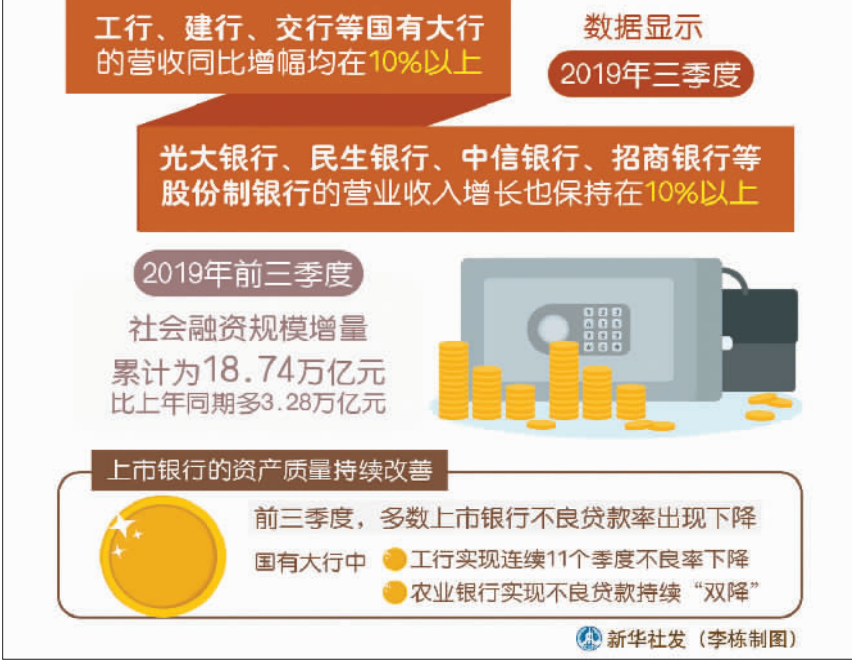 工行、建行、交行等国有大行
的营收同比增幅均在10%以上
数据显示
2019年三季度
光大银行、民生银行、中信银行、招商银行等
股份制银行的营业收入增长也保持在10%以上
2019年前三季度
社会融资规模增量
累计为18.74万亿元
比上年同期多3.28万亿元
上市银行的资产质量持续改善
前三季度，多数上市银行不良贷款率出现下降
国有大行中 工行实现连续11个季度不良率下降
农业银行实现不良贷款持续“双降”
新华社发（李栋制图）